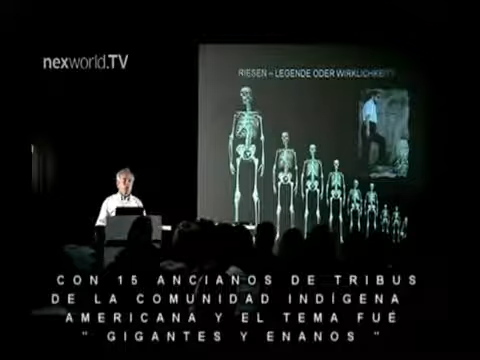 nexworld.TV
RIESEN – LEGENDE ODER WIRKLICHKEIT?
CON 15 ANCIANOS DE TRIBUS
DE LA COMUNIDAD INDÍGENA
AMERICANA Y EL TEMA FUÉ
" GIGANTES Y ENANOS "